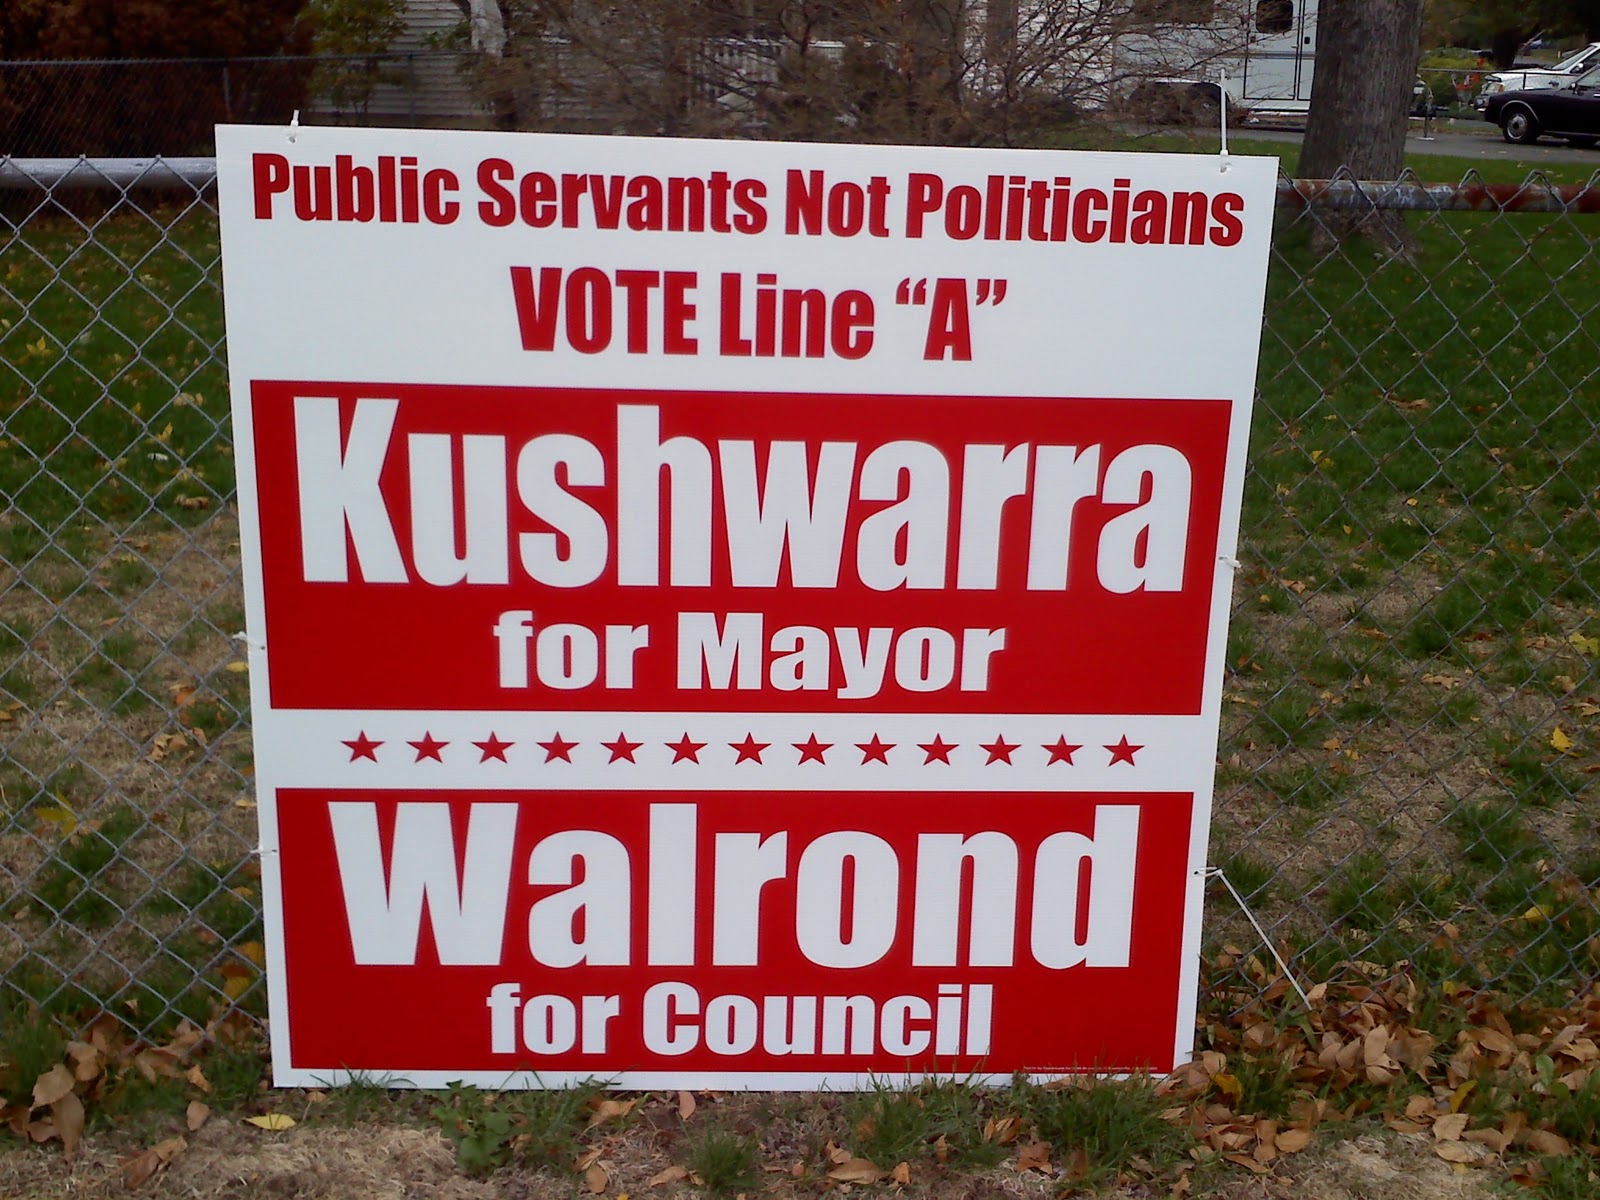 Public Servants Not Politicians
VOTE Line “A”
Kushwarra
for Mayor
Walrond
for Council